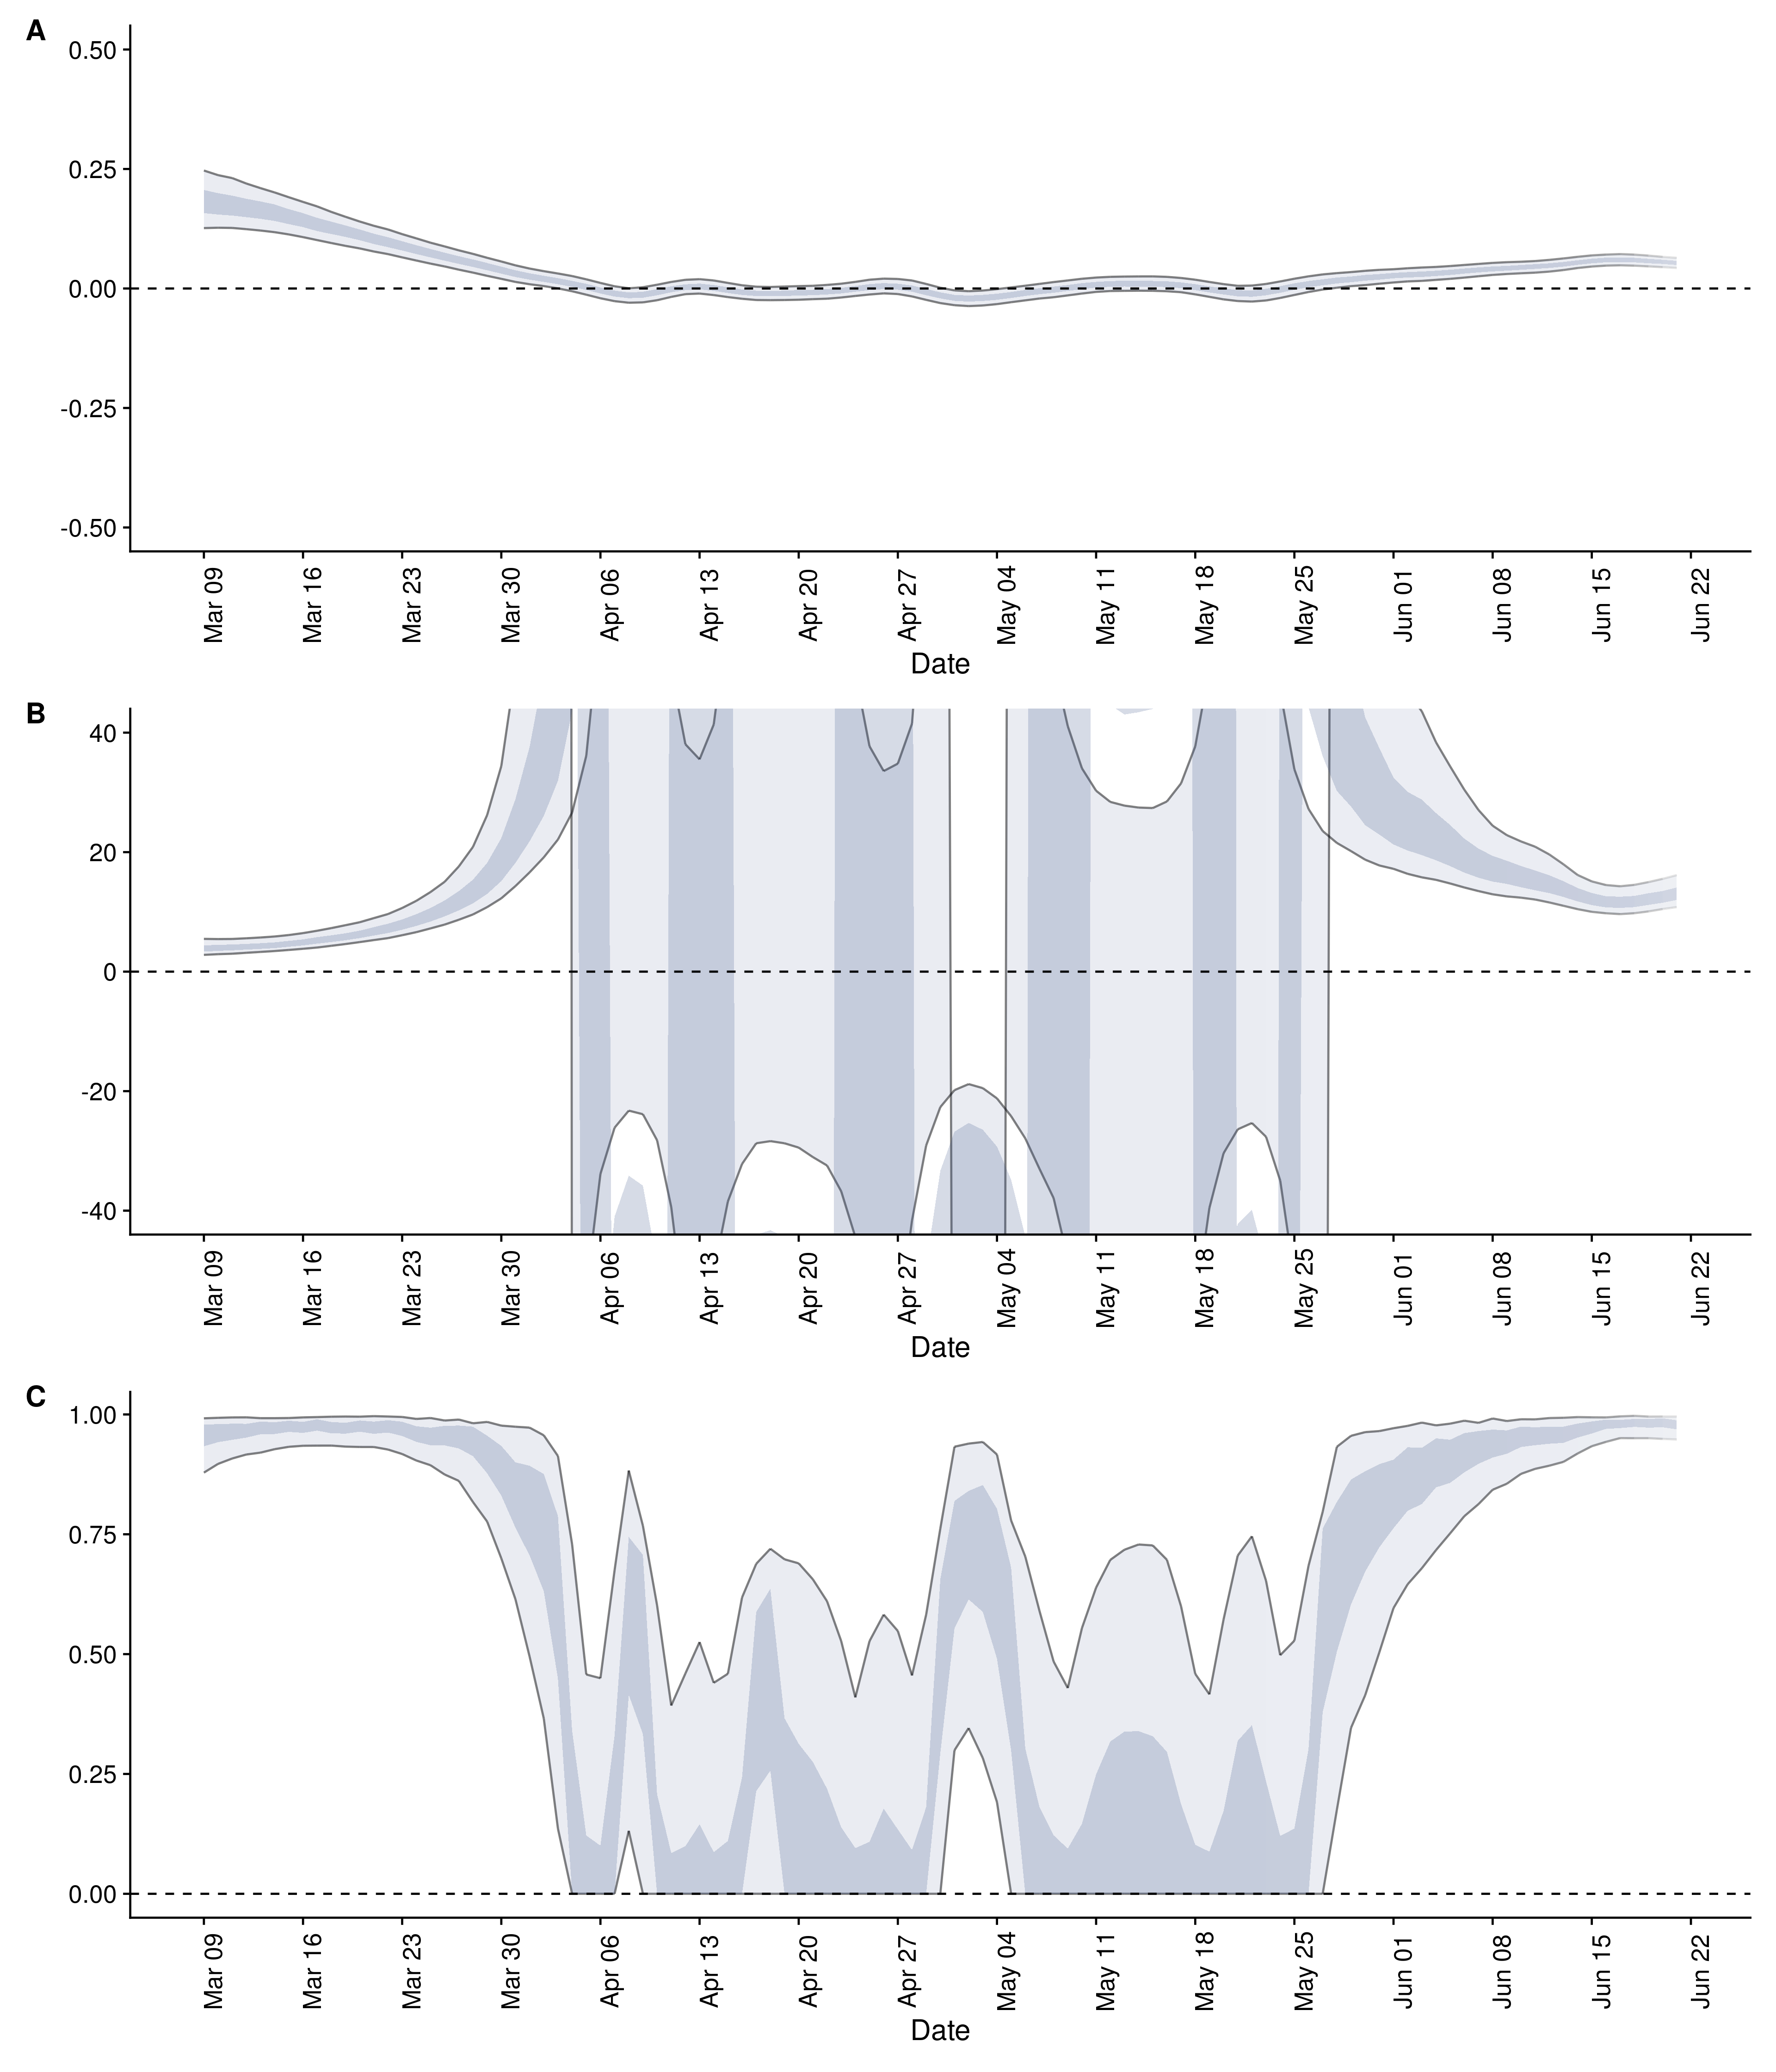 A
0.50
0.25
0.00
-0.25
-0.50
Mar 09
Mar 16
Mar 23
Mar 30
Apr 06
Apr 13
Apr 20
Apr 27
May 04
May 11
May 18
May 25
Jun 01
Jun 08
Jun 15
Jun 22
Date
B
40
20
0
-20
-40
Mar 09
Mar 16
Mar 23
Mar 30
Apr 06
Apr 13
Apr 20
Apr 27
May 04
May 11
May 18
May 25
Jun 01
Jun 08
Jun 15
Jun 22
Date
C
1.00
0.75
0.50
0.25
0.00
Mar 09
Mar 16
Mar 23
Mar 30
Apr 06
Apr 13
Apr 20
Apr 27
May 04
May 11
May 18
May 25
Jun 01
Jun 08
Jun 15
Jun 22
Date